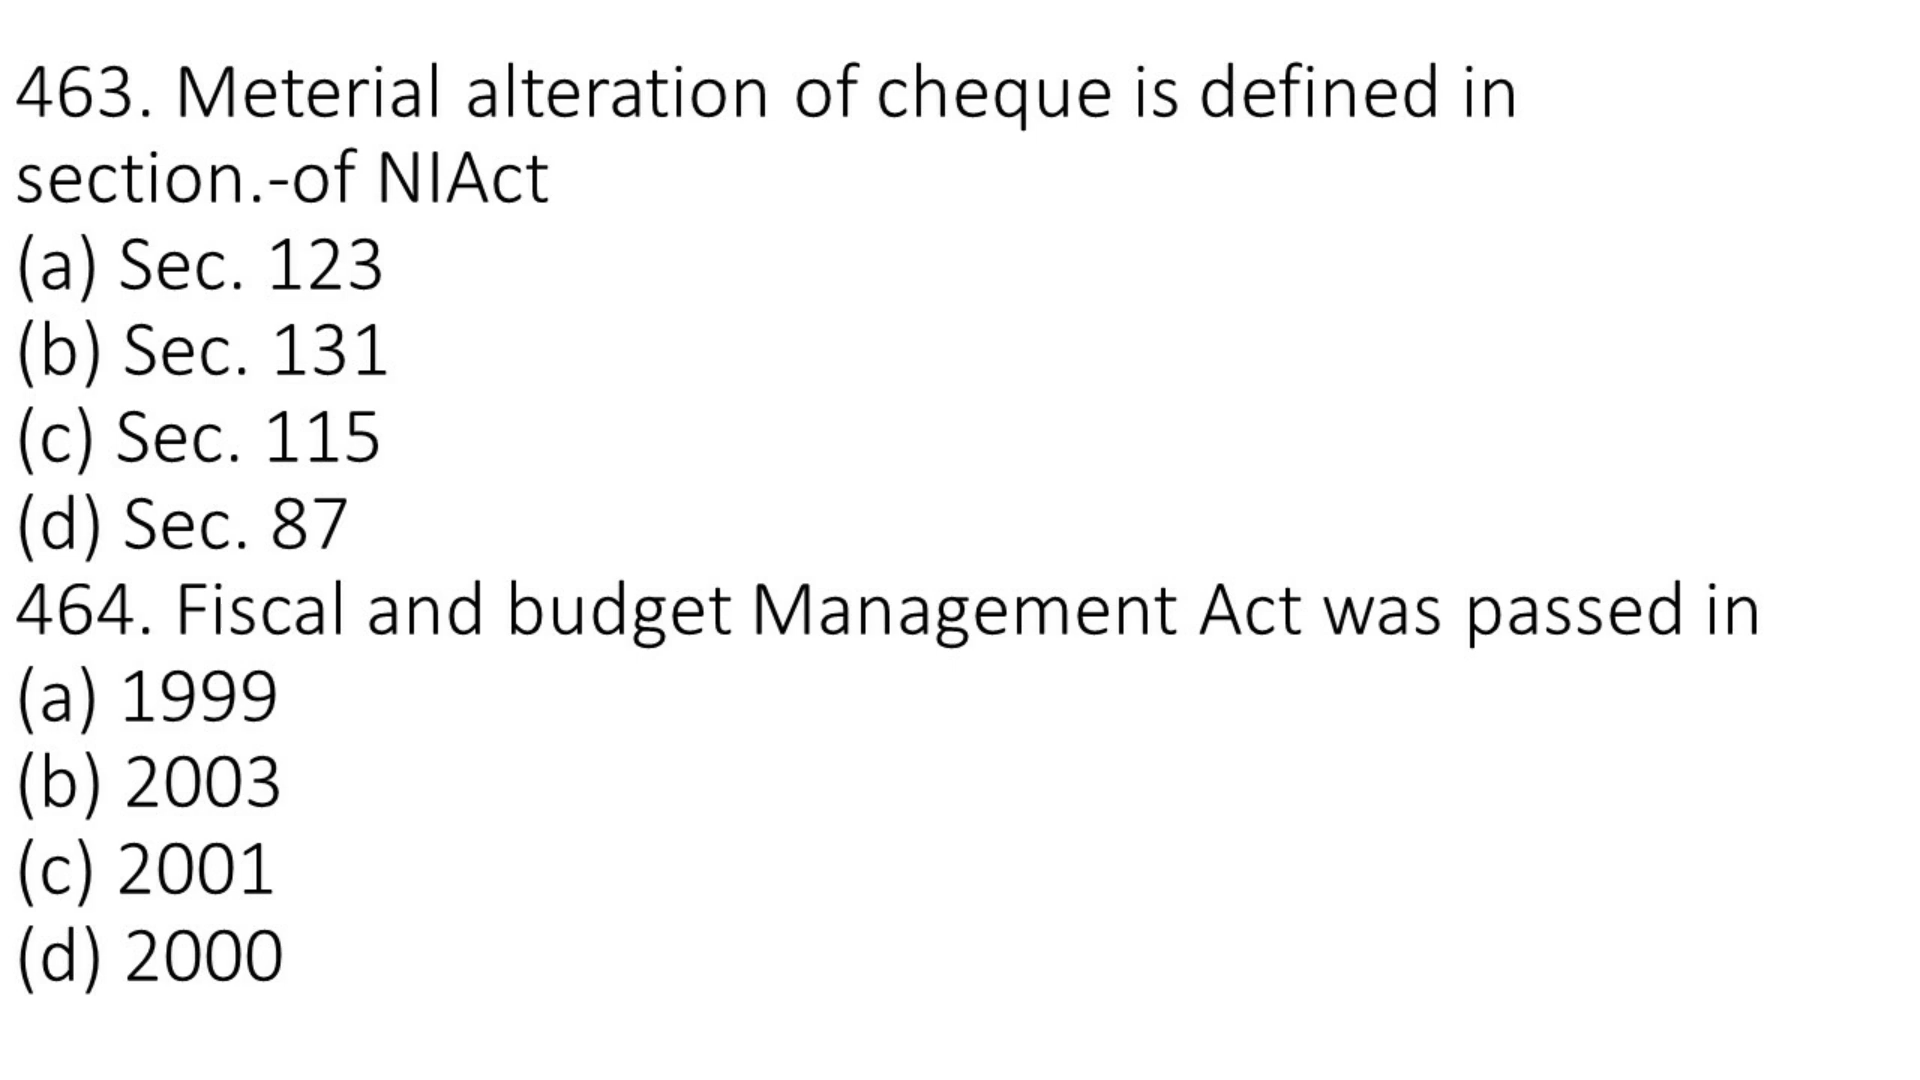 463. Meterial alteration of cheque is defined in
section.-of NIAct
(a) Sec. 123
(b) Sec. 131
(c) Sec. 115
(d) Sec. 87
464. Fiscal and budget Management Act was passed in
(a) 1999
(b) 2003
(c) 2001
(d) 2000